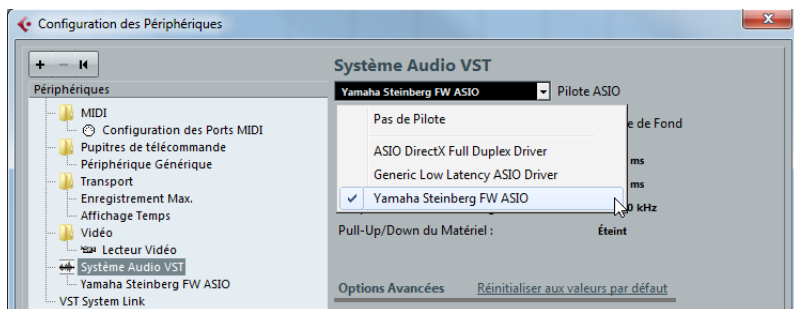 Configuration des Périphériques
Périphériques
MIDI
Configuration des Ports MIDI
Pupitres de télécommande
Périphérique Générique
Transport
Enregistrement Max.
Affichage Temps
Vidéo
Lecteur Vidéo
Système Audio VST
Yamaha Steinberg FW ASIO
VST System Link
Système Audio VST
Yamaha Steinberg FW ASIO Pilote ASIO
Pas de Pilote
e de Fond
ASIO DirectX Full Duplex Driver
ms
Generic Low Latency ASIO Driver
ms
Yamaha Steinberg FW ASIO
0 kHz
Pull-Up/Down du Matériel : Éteint
Options Avancées Réinitialiser aux valeurs par défaut